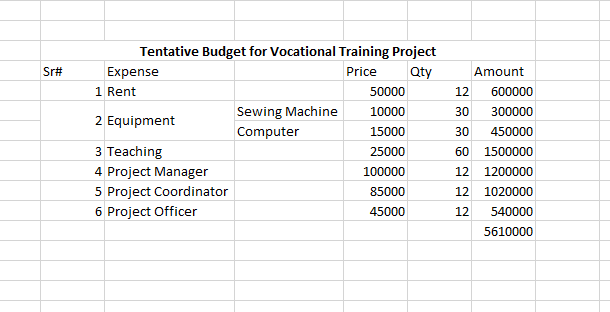 Tentative Budget for Vocational Training Project
Sr# Expense Price Qty Amount
1 Rent 50000 12 600000
2 Equipment Sewing Machine 10000 30 300000
Computer 15000 30 450000
3 Teaching 25000 60 1500000
4 Project Manager 100000 12 1200000
5 Project Coordinator 85000 12 1020000
6 Project Officer 45000 12 540000
5610000